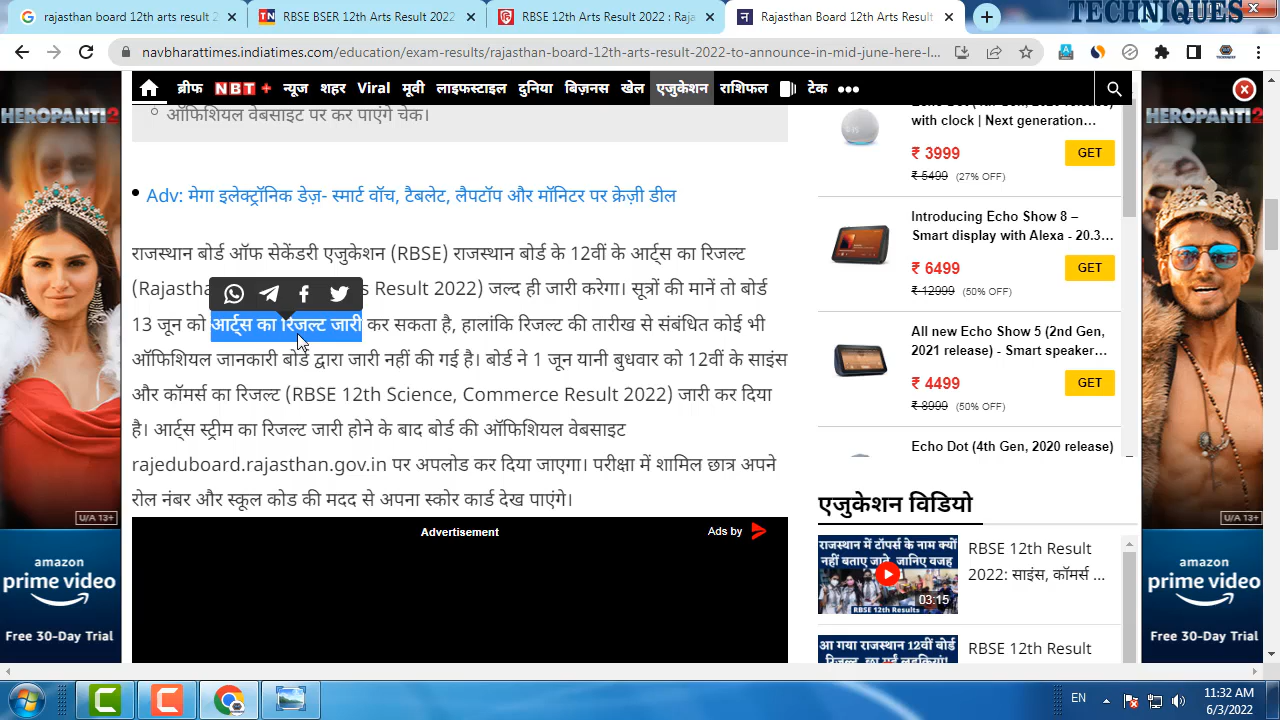 TECHNIQUES
rajasthan board 12th arts result 2
RBSE BSER 12th Arts Result 2022
RBSE 12th Arts Result 2022 : Raja
Rajasthan Board 12th Arts Result
navbharattimes.indiatimes.com/education/exam-results/rajasthan-board-12th-arts-result-2022-to-announce-in-mid-june-here-l...
ब्रीफ NBT + न्यूज शहर Viral मूवी लाइफस्टाइल दुनिया बिज़नस खेल एजुकेशन राशिफल टेक
ऑफिशियल वेबसाइट पर कर पाएंगे चेक।
Adv: मेगा इलेक्ट्रॉनिक डेज़- स्मार्ट वॉच, टैबलेट, लैपटॉप और मॉनिटर पर क्रेज़ी डील
राजस्थान बोर्ड ऑफ सेकेंडरी एजुकेशन (RBSE) राजस्थान बोर्ड के 12वीं के आर्ट्स का रिजल्ट
(Rajastha s Result 2022) जल्द ही जारी करेगा। सूत्रों की मानें तो बोर्ड
13 जून को आर्ट्स का रिजल्ट जारी कर सकता है, हालांकि रिजल्ट की तारीख से संबंधित कोई भी
ऑफिशियल जानकारी बोर्ड द्वारा जारी नहीं की गई है। बोर्ड ने 1 जून यानी बुधवार को 12वीं के साइंस
और कॉमर्स का रिजल्ट (RBSE 12th Science, Commerce Result 2022) जारी कर दिया
है। आर्ट्स स्ट्रीम का रिजल्ट जारी होने के बाद बोर्ड की ऑफिशियल वेबसाइट
rajeduboard.rajasthan.gov.in पर अपलोड कर दिया जाएगा। परीक्षा में शामिल छात्र अपने
रोल नंबर और स्कूल कोड की मदद से अपना स्कोर कार्ड देख पाएंगे।
Advertisement
Ads by
with clock | Next generation...
₹ 3999
GET
₹ 5499 (27% OFF)
Introducing Echo Show 8 –
Smart display with Alexa - 20.3...
₹ 6499
GET
₹ 12999 (50% OFF)
All new Echo Show 5 (2nd Gen,
2021 release) - Smart speaker...
₹ 4499
GET
₹ 8999 (50% OFF)
Echo Dot (4th Gen, 2020 release)
एजुकेशन विडियो
राजस्थान में टॉपर्स के नाम क्यों
नहीं बताए जाते, जानिए वजह
03:15
RBSE 12th Results
RBSE 12th Result
2022: साइंस, कॉमर्स ...
आ गया राजस्थान 12वीं बोर्ड
RBSE 12th Result
HEROPANTI 2
U/A 13+
amazon
prime video
Free 30-Day Trial
HEROPANTI 2
U/A 13+
amazon
prime video
Free 30-Day Trial
EN
11:32 AM
6/3/2022